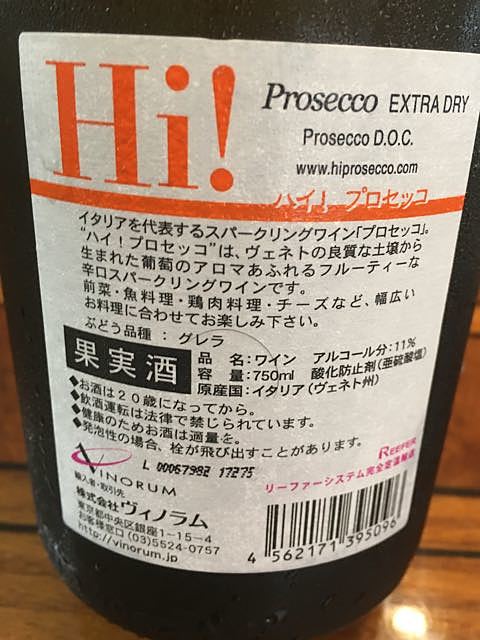 Hi!
Prosecco EXTRA DRY
Prosecco D.O.C.
www.hiprosecco.com
ハイ！プロセッコ
イタリアを代表するスパークリングワイン「プロセッコ」。
"ハイ！プロセッコ"は、ヴェネトの良質な土壌から
生まれた葡萄のアロマあふれるフルーティーな
辛口スパークリングワインです。
前菜・魚料理・鶏肉料理・チーズなど、幅広い
お料理に合わせてお楽しみ下さい。
ぶどう品種：グレラ
果実酒
品名：ワイン アルコール分：11%
容量：750ml 酸化防止剤(亜硫酸塩)
原産国：イタリア(ヴェネト州)
◆お酒は20歳になってから。
◆飲酒運転は法律で禁じられています。
◆健康のためお酒は適量を。
◆発泡性の場合、栓が飛び出すことがあります。
L 00067982 17275
VINORUM
輸入者・取引先
株式会社ヴィノラム
東京都中央区銀座1-15-4
お客様窓口 (03)5524-0757
http://vinorum.jp
REEFER
リーファーシステム完全定温輸送
4 562171 395096